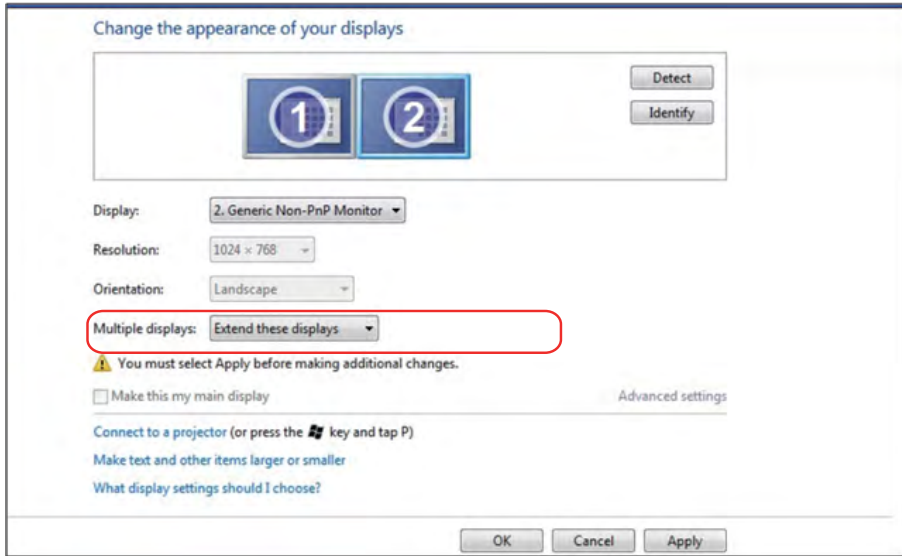 Change the appearance of your displays
1 2
Detect
Identify
Display: 2. Generic Non-PnP Monitor
Resolution: 1024 × 768
Orientation: Landscape
Multiple displays: Extend these displays
You must select Apply before making additional changes.
Make this my main display Advanced settings
Connect to a projector (or press the key and tap P)
Make text and other items larger or smaller
What display settings should I choose?
OK Cancel Apply